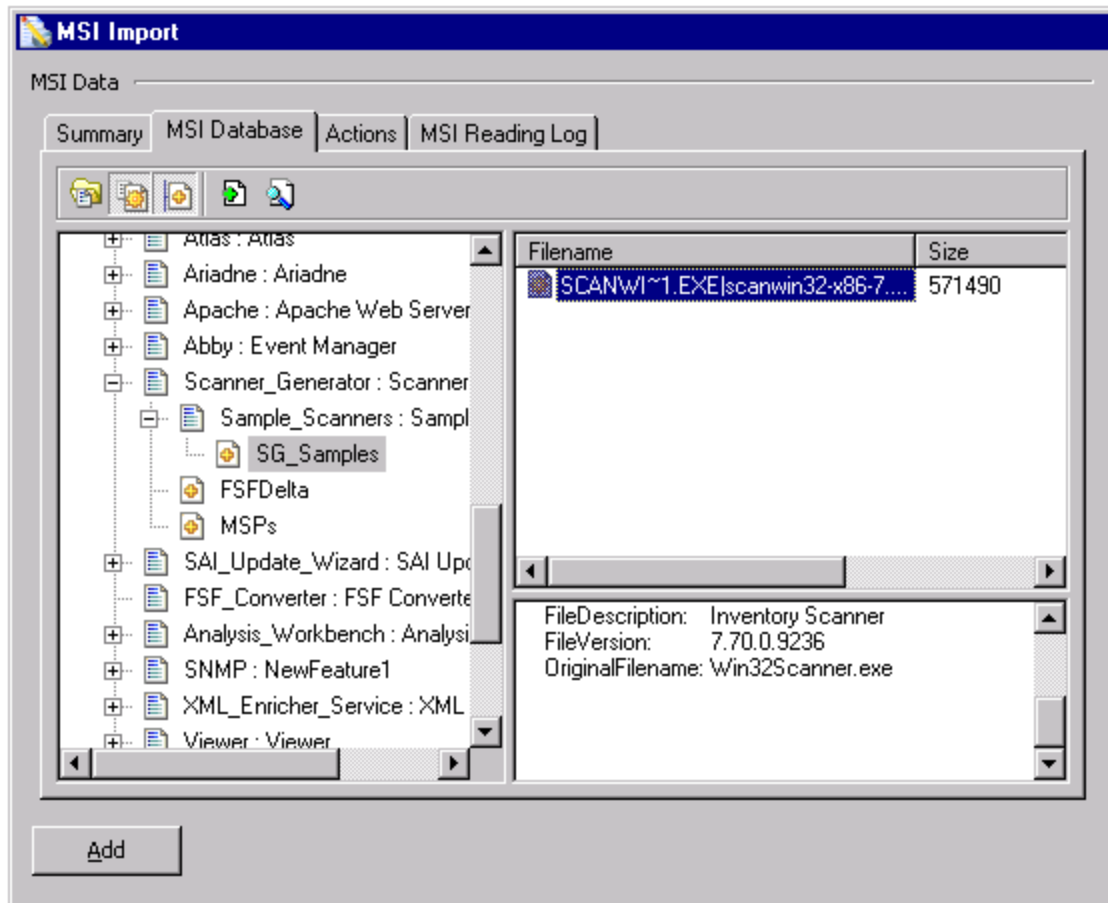 MSI Import
MSI Data
Summary
MSI Database
Actions
MSI Reading Log
Atlas : Atlas
Ariadne : Ariadne
Apache : Apache Web Server
Abby : Event Manager
Scanner_Generator : Scanner
Sample_Scanners : Sampl
SG_Samples
FSFDelta
MSPs
SAI_Update_Wizard : SAI Upd
FSF_Converter : FSF Converte
Analysis_Workbench : Analysi
SNMP : NewFeature1
XML_Enricher_Service : XML
Viewer : Viewer
Filename Size
SCANWI~1.EXE|scanwin32-x86-7.... 571490
FileDescription: Inventory Scanner
FileVersion: 7.70.0.9236
OriginalFilename: Win32Scanner.exe
Add